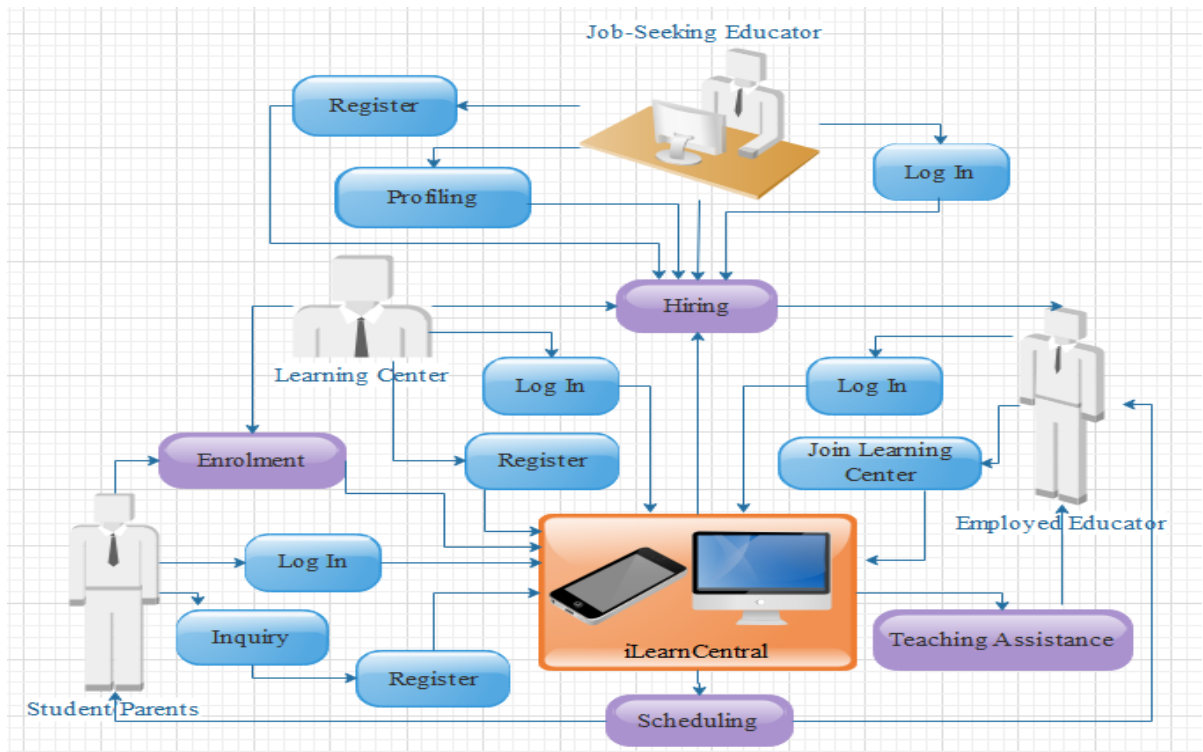 Job-Seeking Educator
Register
Log In
Profiling
Hiring
Learning Center
Log In
Log In
Enrolment
Register
Join Learning
Center
Employed Educator
Log In
Inquiry
Teaching Assistance
iLearnCentral
Register
Student/Parents
Scheduling